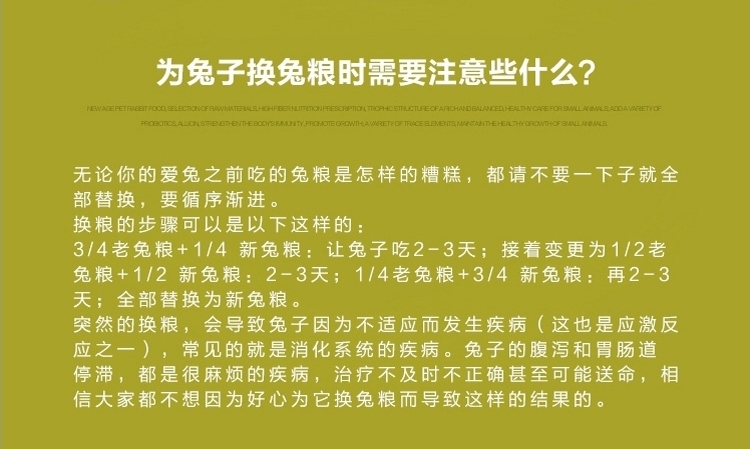 为兔子换兔粮时需要注意些什么？
NEW AGE PET RABBIT FOOD, SELECTION OF RAW MATERIALS, HIGH FIBER NUTRITION PRESCRIPTION, TROPHIC STRUCTURE OF A RICH AND BALANCED, HEALTHY CARE FOR SMALL ANIMALS, ADD A VARIETY OF
PROBIOTICS, ALLICIN, STRENGTHEN THE BODY'S IMMUNITY, PROMOTE GROWTH, A VARIETY OF TRACE ELEMENTS, MAINTAIN THE HEALTHY GROWTH OF SMALL ANIMALS.
无论你的爱兔之前吃的兔粮是怎样的糟糕，都请不要一下子就全
部替换，要循序渐进。
换粮的步骤可以是以下这样的：
3/4老兔粮+1/4 新兔粮：让兔子吃2-3天；接着变更为1/2老
兔粮+1/2 新兔粮：2-3天；1/4老兔粮+3/4 新兔粮：再2-3
天；全部替换为新兔粮。
突然的换粮，会导致兔子因为不适应而发生疾病（这也是应激反
应之一），常见的就是消化系统的疾病。兔子的腹泻和胃肠道
停滞，都是很麻烦的疾病，治疗不及时不正确甚至可能送命，相
信大家都不想因为好心为它换兔粮而导致这样的结果的。